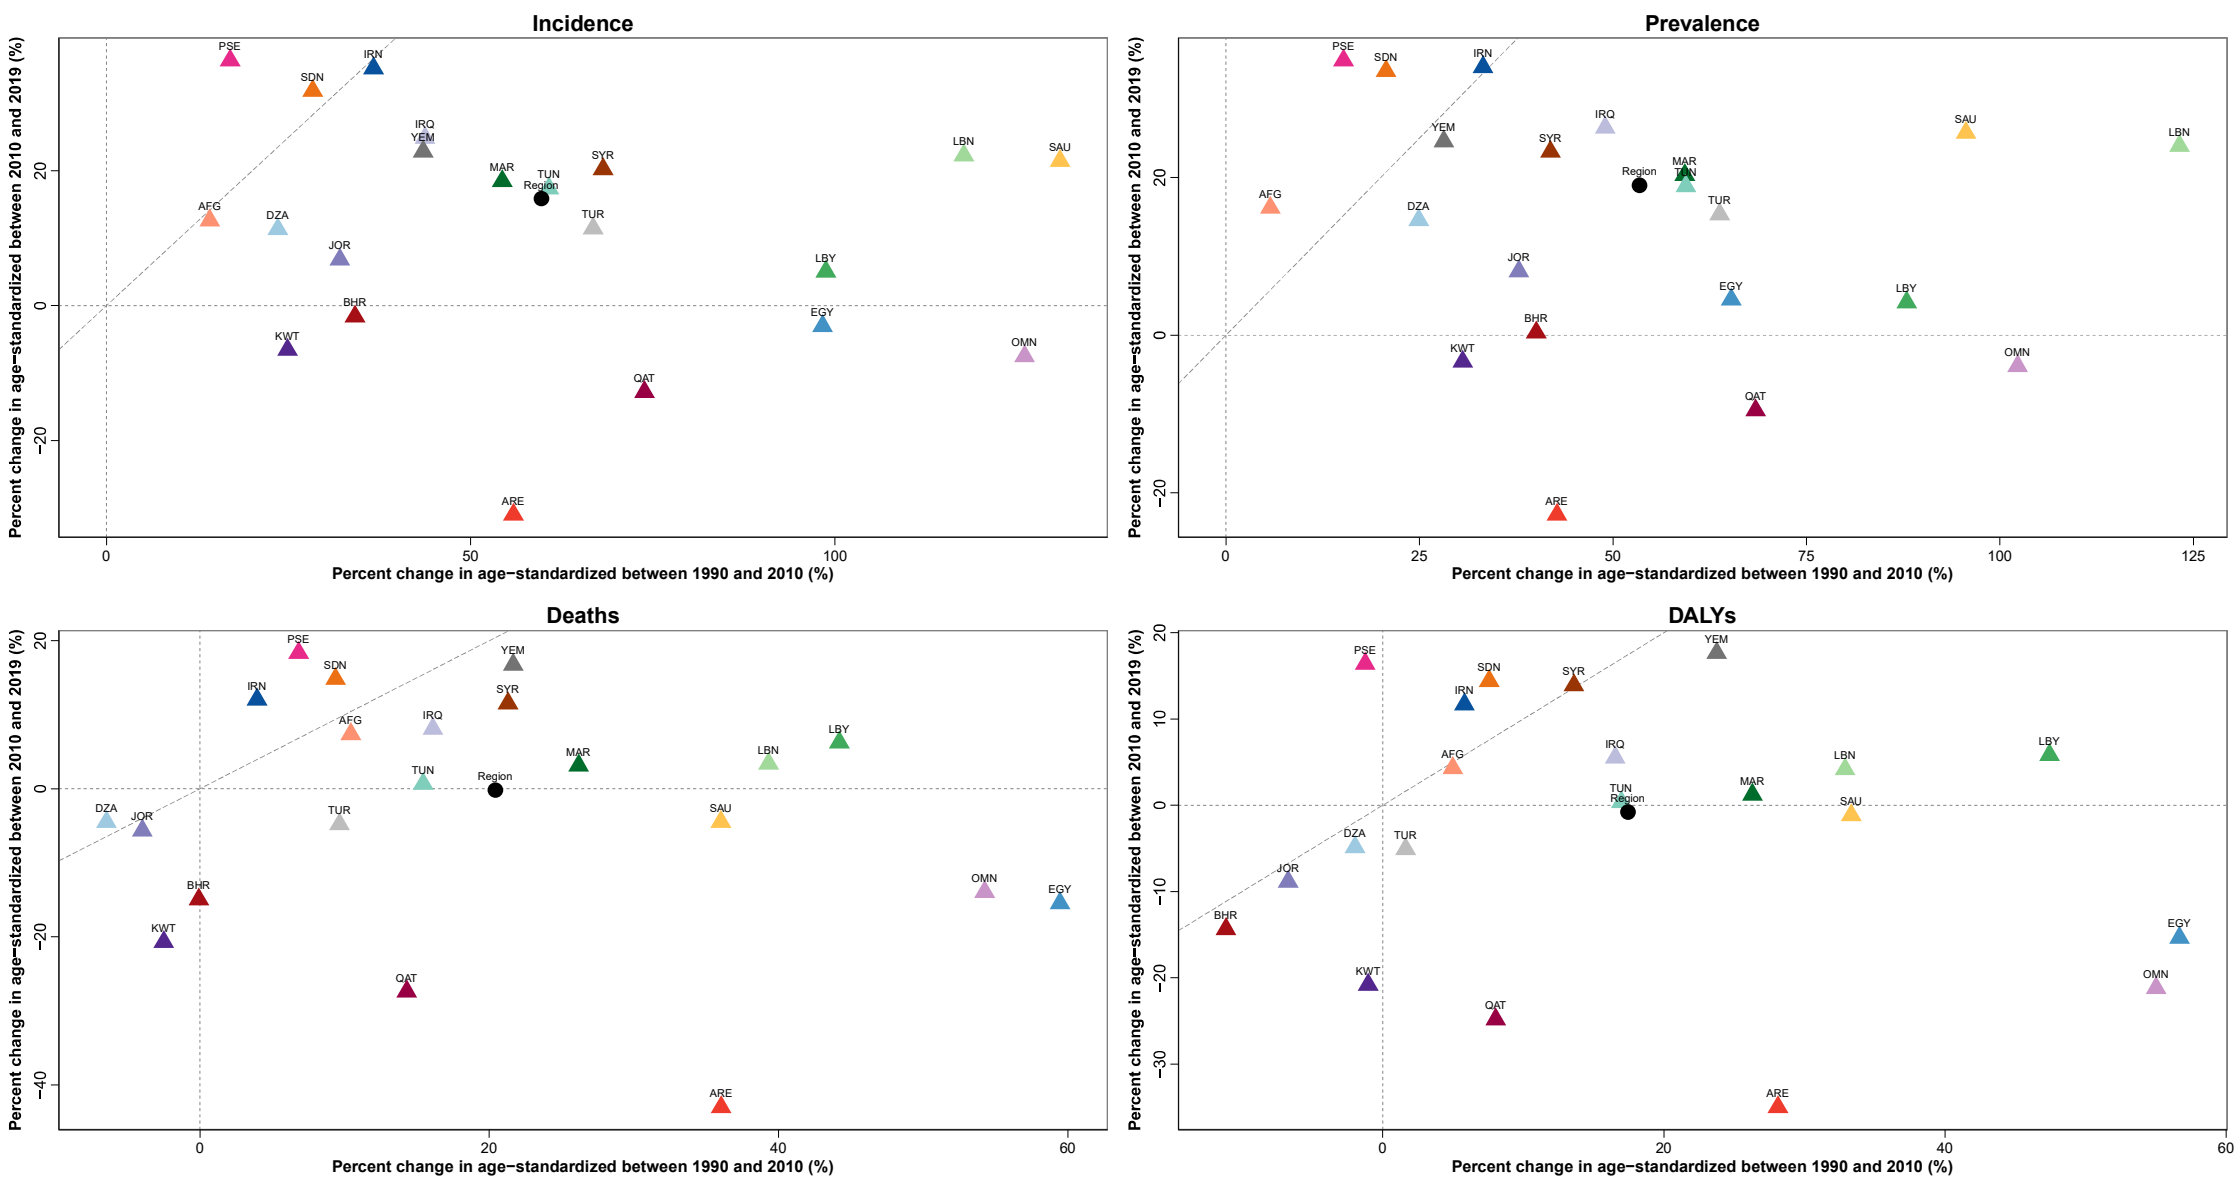 Incidence
Percent change in age−standardized between 2010 and 2019 (%)
20
0
−20
PSE
IRN
SDN
IRQ
YEM
LBN
SAU
SYR
MAR
TUN
Region
AFG
DZA
TUR
JOR
LBY
BHR
EGY
KWT
OMN
QAT
ARE
0
50
100
Percent change in age−standardized between 1990 and 2010 (%)
Prevalence
Percent change in age−standardized between 2010 and 2019 (%)
20
0
−20
PSE
SDN
IRN
IRQ
SAU
YEM
SYR
LBN
MAR
Region
TUN
AFG
DZA
TUR
JOR
EGY
LBY
BHR
KWT
OMN
QAT
ARE
0
25
50
75
100
125
Percent change in age−standardized between 1990 and 2010 (%)
Deaths
Percent change in age−standardized between 2010 and 2019 (%)
20
0
−20
−40
PSE
YEM
SDN
IRN
SYR
AFG
IRQ
LBY
MAR
LBN
TUN
Region
DZA
JOR
TUR
SAU
BHR
OMN
EGY
KWT
QAT
ARE
0
20
40
60
Percent change in age−standardized between 1990 and 2010 (%)
DALYs
Percent change in age−standardized between 2010 and 2019 (%)
20
10
0
−10
−20
−30
YEM
PSE
SDN
SYR
IRN
IRQ
LBY
AFG
LBN
MAR
TUN
Region
SAU
DZA
TUR
JOR
BHR
EGY
KWT
OMN
QAT
ARE
0
20
40
60
Percent change in age−standardized between 1990 and 2010 (%)